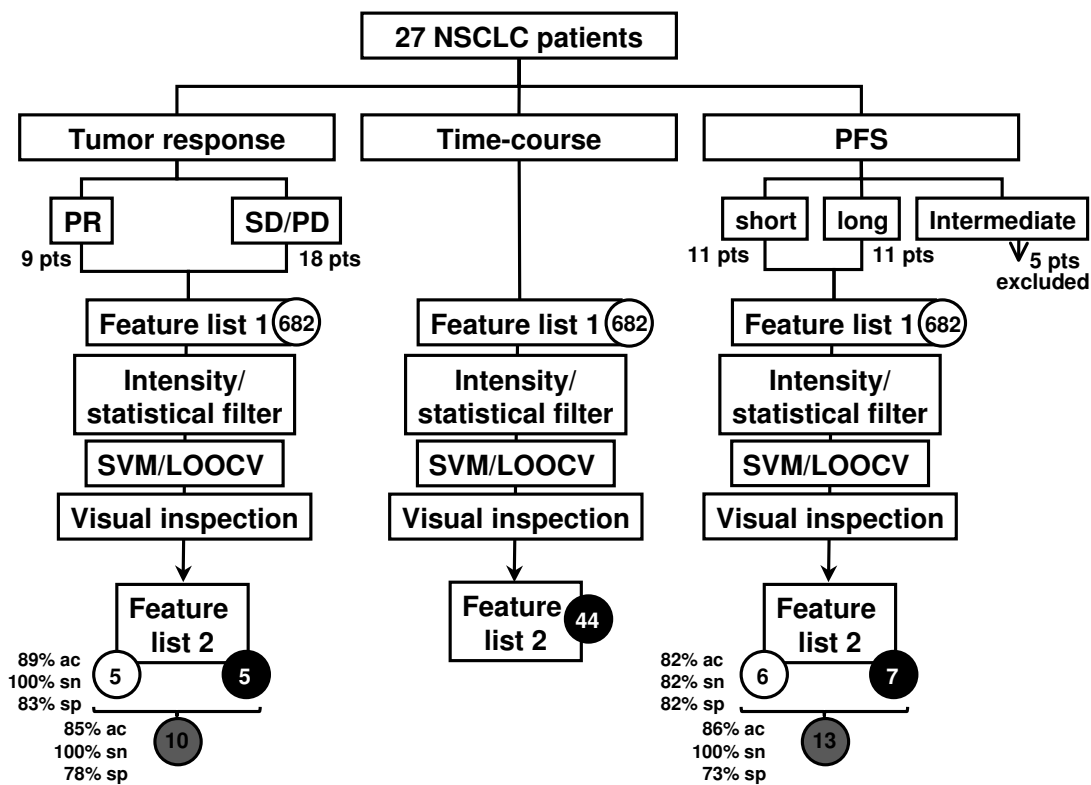 27 NSCLC patients
Tumor response
Time-course
PFS
PR
SD/PD
short
long
Intermediate
9 pts
18 pts
11 pts
11 pts
5 pts
excluded
Feature list 1
682
Feature list 1
682
Feature list 1
682
Intensity/
statistical filter
Intensity/
statistical filter
Intensity/
statistical filter
SVM/LOOCV
SVM/LOOCV
SVM/LOOCV
Visual inspection
Visual inspection
Visual inspection
Feature
list 2
89% ac
100% sn
83% sp
5
5
85% ac
100% sn
78% sp
10
Feature
list 2
44
Feature
list 2
82% ac
82% sn
82% sp
6
7
86% ac
100% sn
73% sp
13